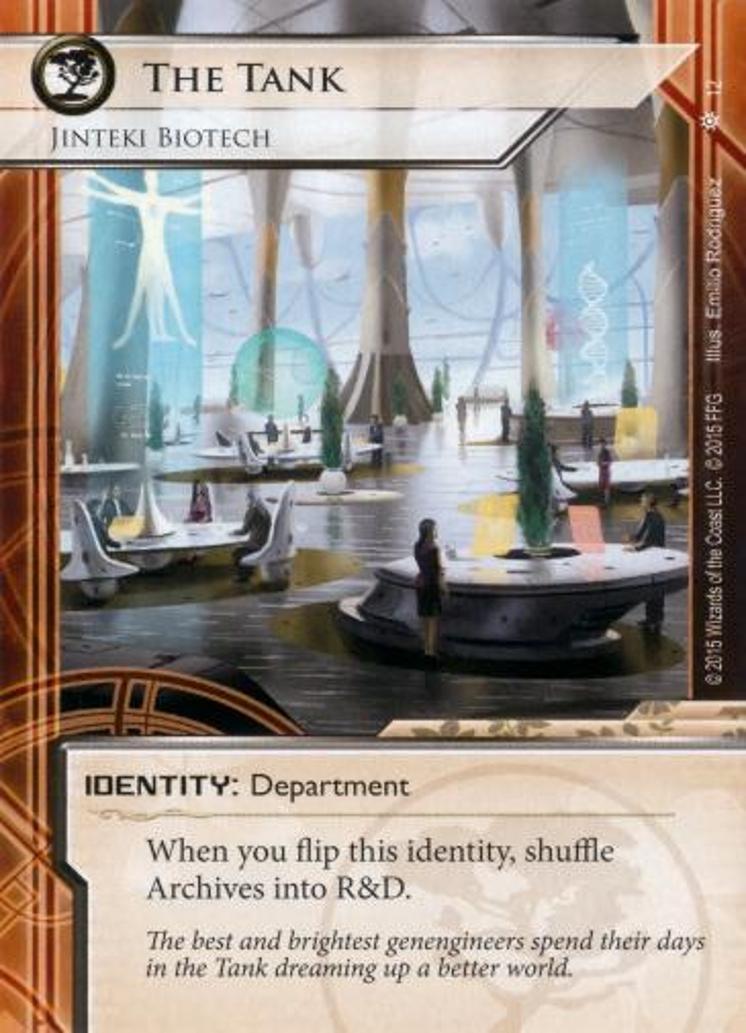 The Tank
Jinteki Biotech
12
Illus. Emilio Rodriguez
© 2015 Wizards of the Coast LLC. © 2015 FFG
IDENTITY: Department
When you flip this identity, shuffle
Archives into R&D.
The best and brightest genengineers spend their days
in the Tank dreaming up a better world.